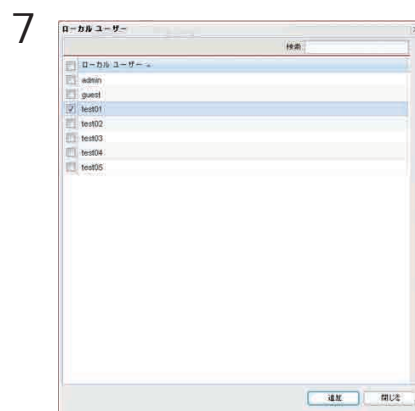 7
ローカル ユーザー
検索:
ローカル ユーザー
admin
guest
test01
test02
test03
test04
test05
追加 閉じる